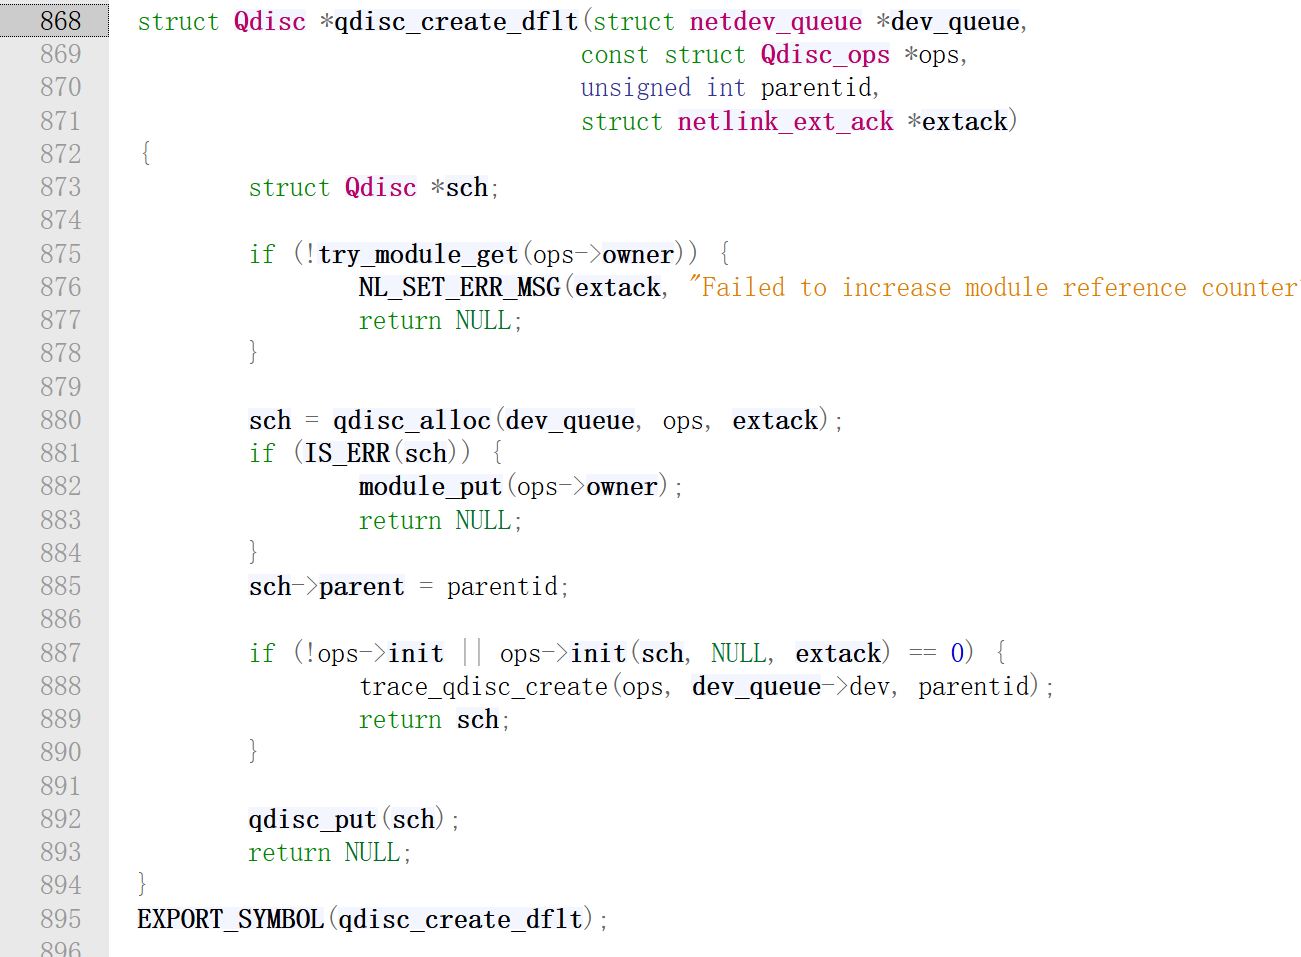 868 struct Qdisc *qdisc_create_dflt(struct netdev_queue *dev_queue,
869 const struct Qdisc_ops *ops,
870 unsigned int parentid,
871 struct netlink_ext_ack *extack)
872 {
873 struct Qdisc *sch;
874
875 if (!try_module_get(ops->owner)) {
876 NL_SET_ERR_MSG(extack, "Failed to increase module reference counter
877 return NULL;
878 }
879
880 sch = qdisc_alloc(dev_queue, ops, extack);
881 if (IS_ERR(sch)) {
882 module_put(ops->owner);
883 return NULL;
884 }
885 sch->parent = parentid;
886
887 if (!ops->init || ops->init(sch, NULL, extack) == 0) {
888 trace_qdisc_create(ops, dev_queue->dev, parentid);
889 return sch;
890 }
891
892 qdisc_put(sch);
893 return NULL;
894 }
895 EXPORT_SYMBOL(qdisc_create_dflt);
896